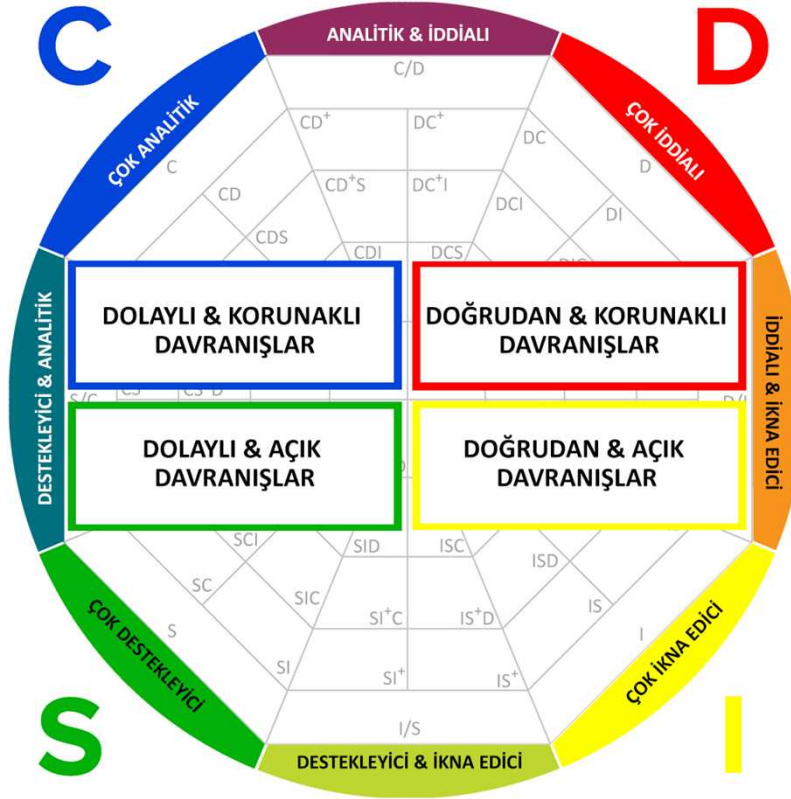 C
D
ANALİTİK & İDDİALI
C/D
ÇOK ANALİTİK
ÇOK İDDİALI
CD⁺
DC⁺
C
DC
D
CD
CD⁺S
DC⁺I
DCI
DI
CDS
CDI
DCS
DESTEKLEYİCİ & ANALİTİK
İDDİALI & İKNA EDİCİ
DOLAYLI & KORUNAKLI
DAVRANIŞLAR
DOĞRUDAN & KORUNAKLI
DAVRANIŞLAR
S/C
DOLAYLI & AÇIK
DAVRANIŞLAR
DOĞRUDAN & AÇIK
DAVRANIŞLAR
SCI
SID
ISC
ISD
SC
SIC
IS
S
SI⁺C
IS⁺D
I
ÇOK DESTEKLEYİCİ
ÇOK İKNA EDİCİ
SI
SI⁺
IS⁺
I/S
S
I
DESTEKLEYİCİ & İKNA EDİCİ